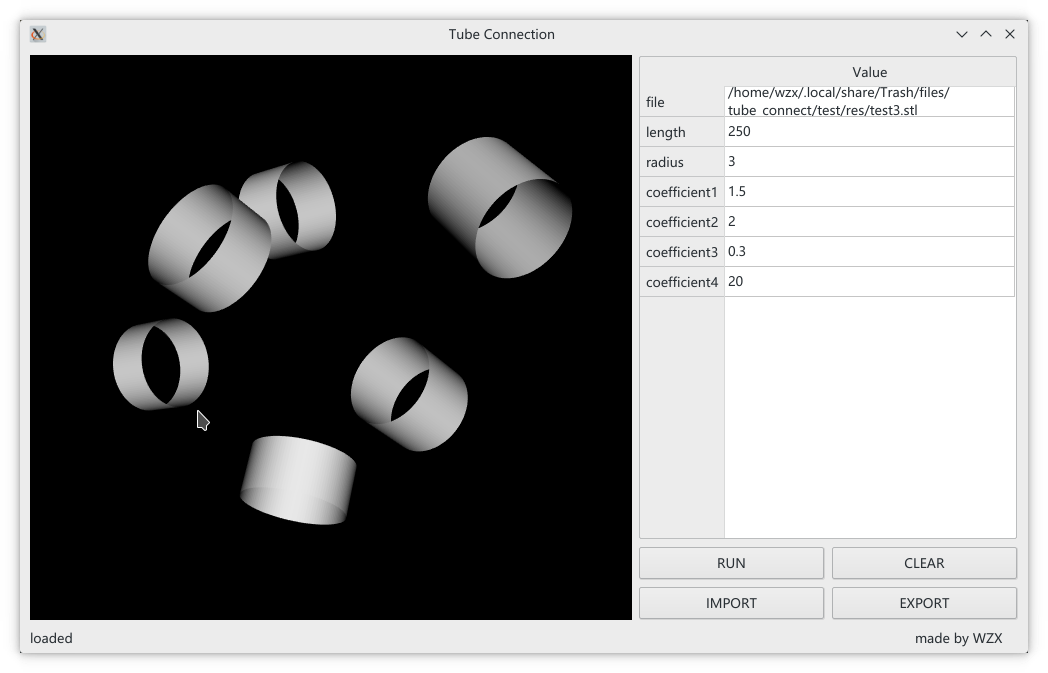 Tube Connection
Value
file
/home/wzx/.local/share/Trash/files/
tube_connect/test/res/test3.stl
length 250
radius 3
coefficient1 1.5
coefficient2 2
coefficient3 0.3
coefficient4 20
RUN CLEAR
IMPORT EXPORT
loaded made by WZX